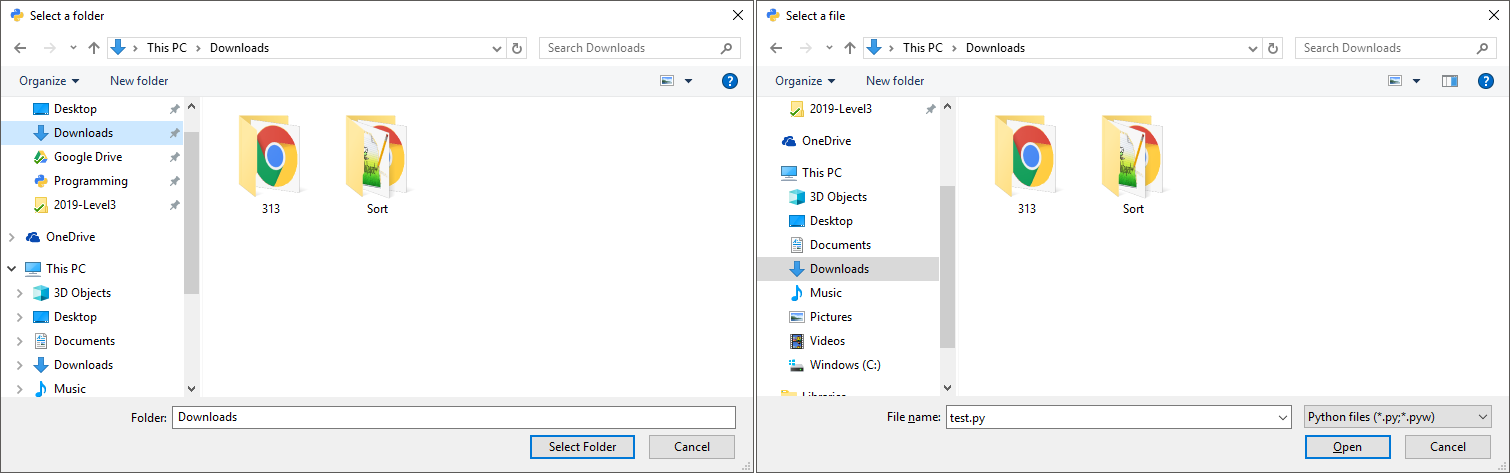 Select a folder
This PC > Downloads
Search Downloads
Organize
New folder
?
Desktop
Downloads
Google Drive
Programming
2019-Level3
OneDrive
This PC
3D Objects
Desktop
Documents
Downloads
Music
313
Sort
Folder:
Downloads
Select Folder
Cancel
Select a file
This PC > Downloads
Search Downloads
Organize
New folder
?
2019-Level3
OneDrive
This PC
3D Objects
Desktop
Documents
Downloads
Music
Pictures
Videos
Windows (C:)
Libraries
313
Sort
File name:
test.py
Python files (*.py;*.pyw)
Open
Cancel